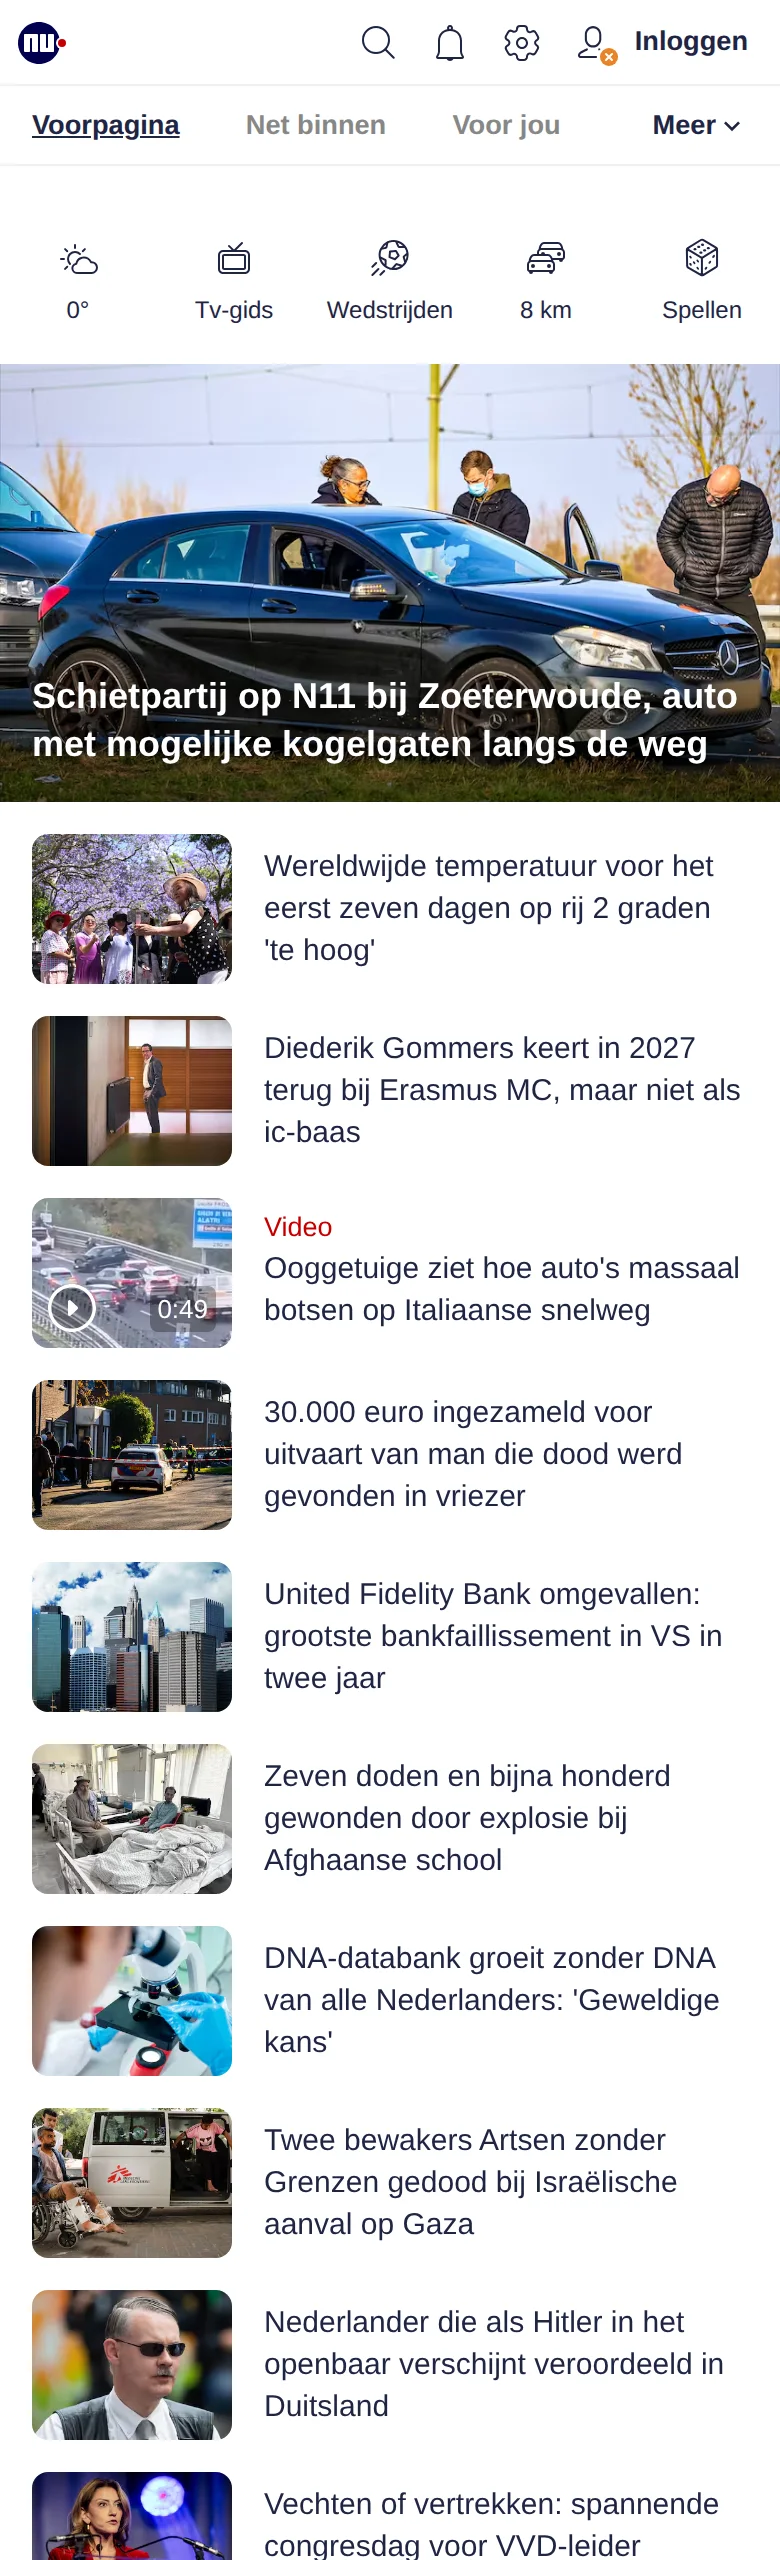 nu
Inloggen
Voorpagina
Net binnen
Voor jou
Meer
0°
Tv-gids
Wedstrijden
8 km
Spellen
Schietpartij op N11 bij Zoeterwoude, auto
met mogelijke kogelgaten langs de weg
Wereldwijde temperatuur voor het
eerst zeven dagen op rij 2 graden
'te hoog'
Diederik Gommers keert in 2027
terug bij Erasmus MC, maar niet als
ic-baas
ALATRI
0:49
Video
Ooggetuige ziet hoe auto's massaal
botsen op Italiaanse snelweg
30.000 euro ingezameld voor
uitvaart van man die dood werd
gevonden in vriezer
United Fidelity Bank omgevallen:
grootste bankfaillissement in VS in
twee jaar
Zeven doden en bijna honderd
gewonden door explosie bij
Afghaanse school
DNA-databank groeit zonder DNA
van alle Nederlanders: 'Geweldige
kans'
Twee bewakers Artsen zonder
Grenzen gedood bij Israëlische
aanval op Gaza
Nederlander die als Hitler in het
openbaar verschijnt veroordeeld in
Duitsland
Vechten of vertrekken: spannende
congresdag voor VVD-leider